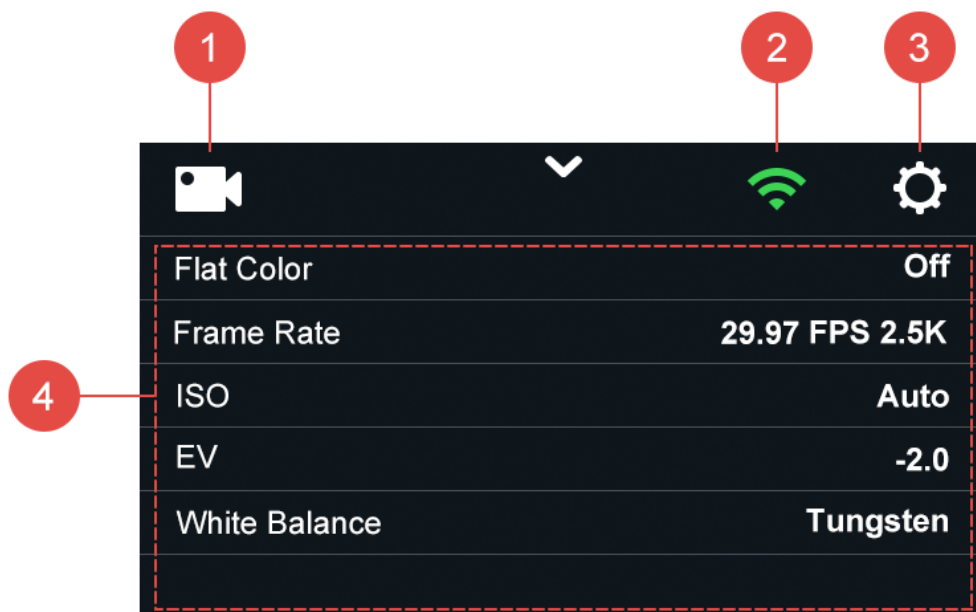 1 2 3
Flat Color Off
Frame Rate 29.97 FPS 2.5K
4
ISO Auto
EV -2.0
White Balance Tungsten